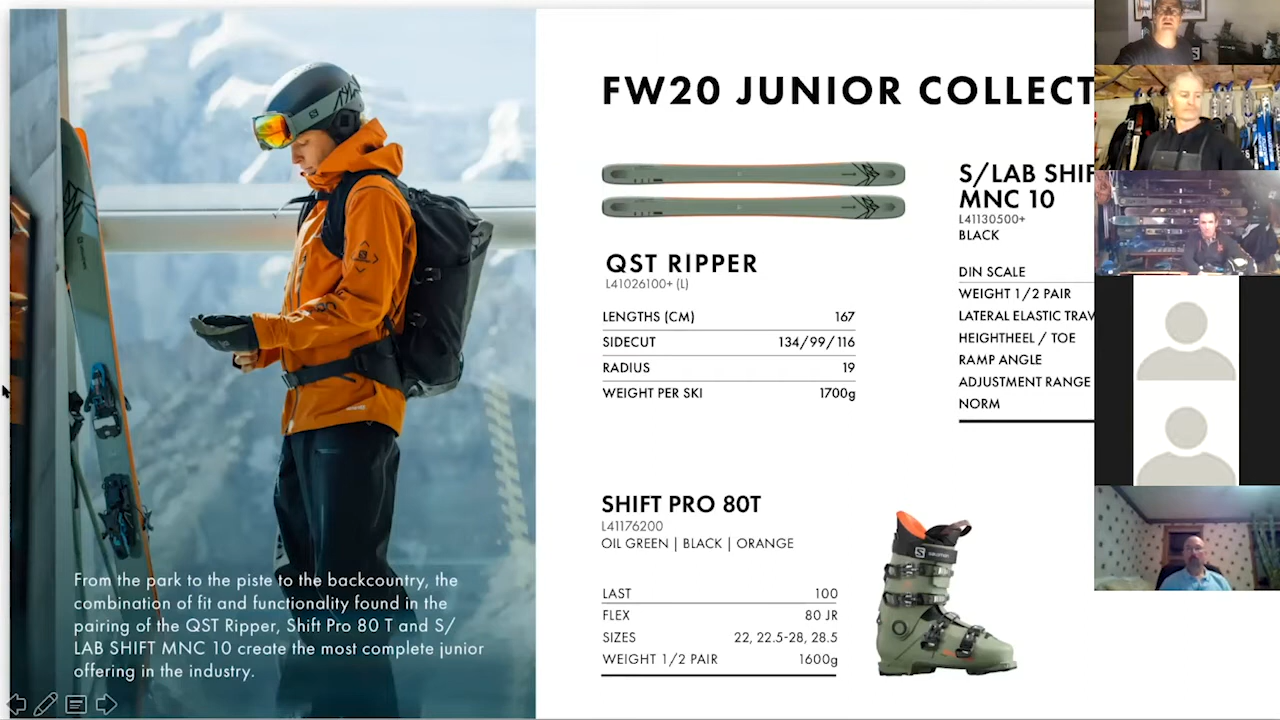 FW20 JUNIOR COLLECT
QST RIPPER
L41026100+ (L)
LENGTHS (CM) 167
SIDECUT 134/99/116
RADIUS 19
WEIGHT PER SKI 1700g
S/LAB SHIF
MNC 10
L41130500+
BLACK
DIN SCALE
WEIGHT 1/2 PAIR
LATERAL ELASTIC TRAV
HEIGHTHEEL / TOE
RAMP ANGLE
ADJUSTMENT RANGE
NORM
SHIFT PRO 80T
L41176200
OIL GREEN | BLACK | ORANGE
LAST 100
FLEX 80 JR
SIZES 22, 22.5-28, 28.5
WEIGHT 1/2 PAIR 1600g
From the park to the piste to the backcountry, the
combination of fit and functionality found in the
pairing of the QST Ripper, Shift Pro 80 T and S/
LAB SHIFT MNC 10 create the most complete junior
offering in the industry.